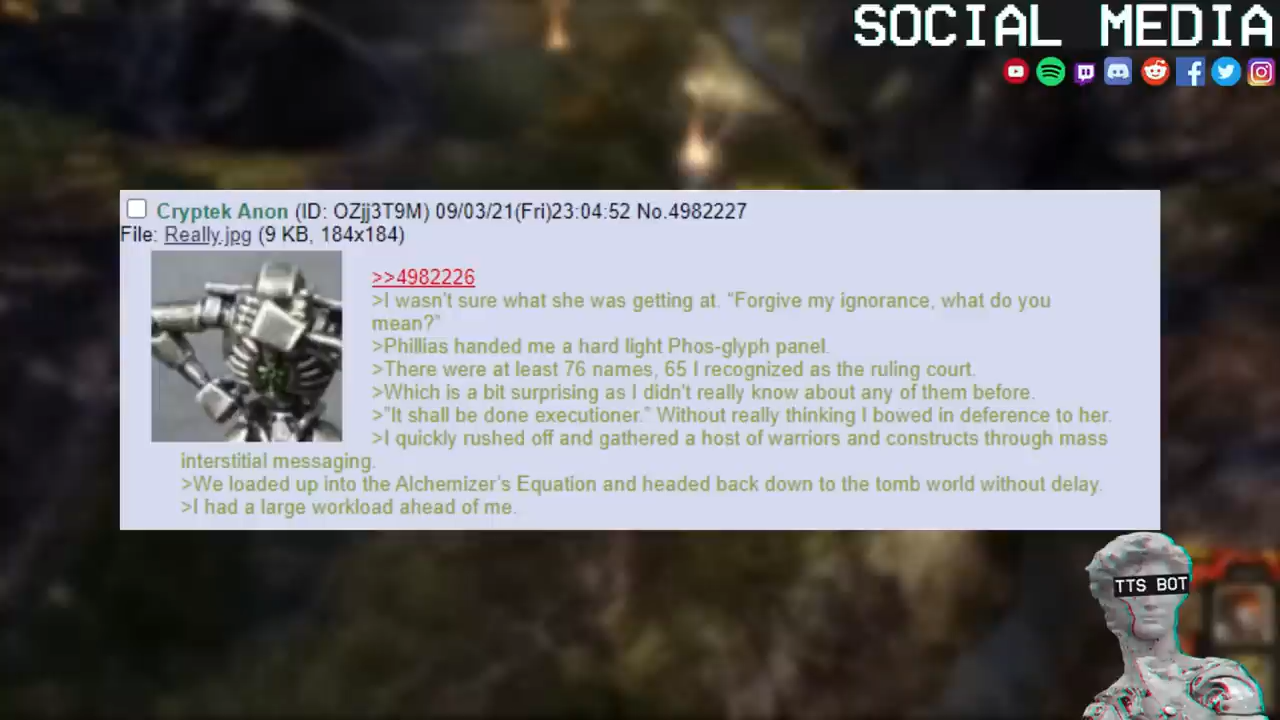 SOCIAL MEDIA
Cryptek Anon (ID: OZjj3T9M) 09/03/21(Fri)23:04:52 No.4982227
File: Really.jpg (9 KB, 184x184)
>>4982226
>I wasn't sure what she was getting at. “Forgive my ignorance, what do you
mean?”
>Phillias handed me a hard light Phos-glyph panel.
>There were at least 76 names, 65 I recognized as the ruling court.
>Which is a bit surprising as I didn't really know about any of them before.
>”It shall be done executioner.” Without really thinking I bowed in deference to her.
>I quickly rushed off and gathered a host of warriors and constructs through mass
interstitial messaging.
>We loaded up into the Alchemizer’s Equation and headed back down to the tomb world without delay.
>I had a large workload ahead of me.
TTS BOT